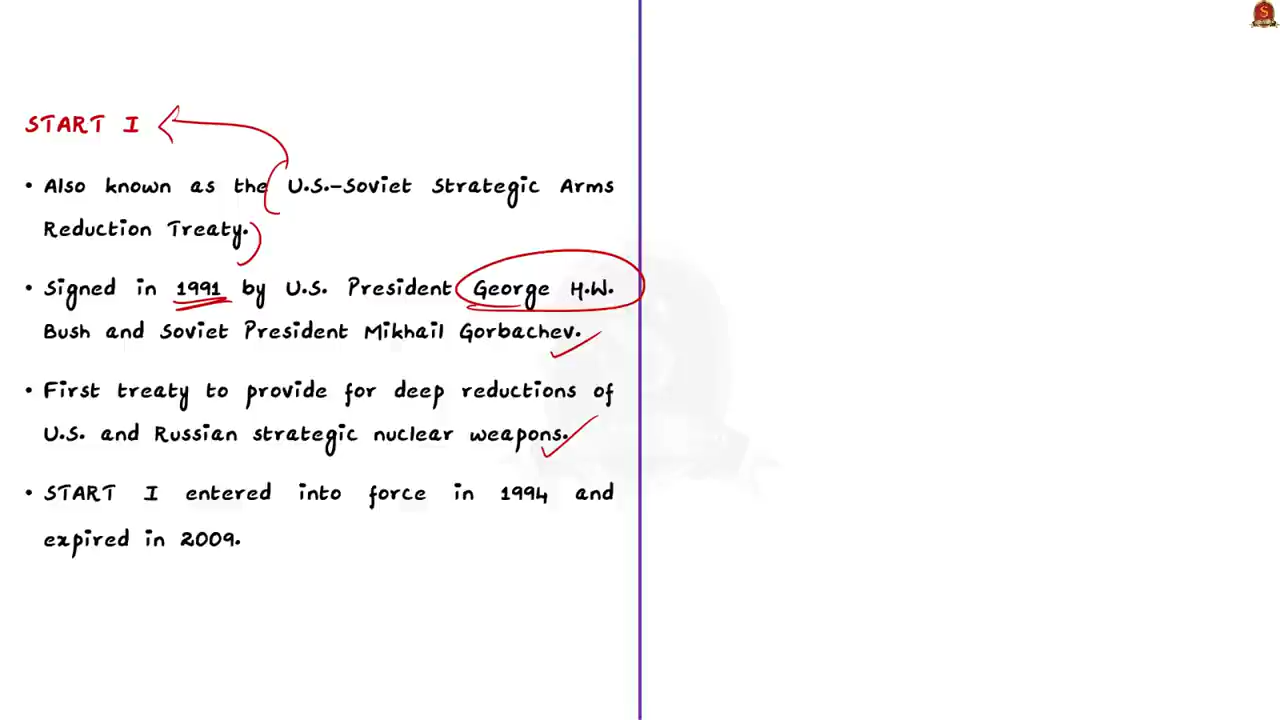 START I
• Also known as the U.S.-Soviet Strategic Arms
Reduction Treaty.
• Signed in 1991 by U.S. President George H.W.
Bush and Soviet President Mikhail Gorbachev.
• First treaty to provide for deep reductions of
U.S. and Russian strategic nuclear weapons.
• START I entered into force in 1994 and
expired in 2009.